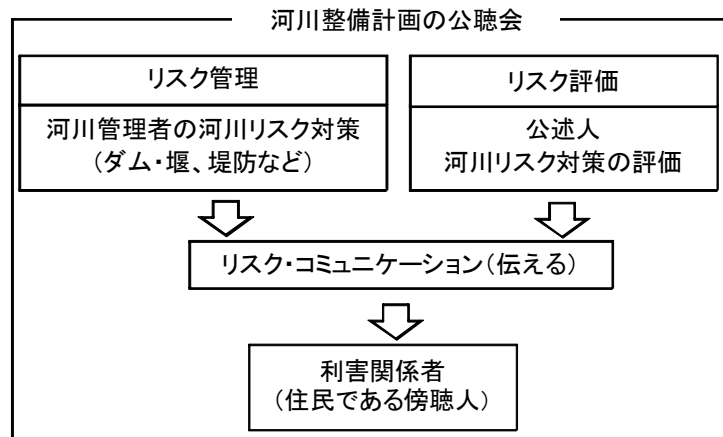 河川整備計画の公聴会
リスク管理
河川管理者の河川リスク対策
(ダム・堰、堤防など)
リスク評価
公述人
河川リスク対策の評価
リスク・コミュニケーション(伝える)
利害関係者
(住民である傍聴人)